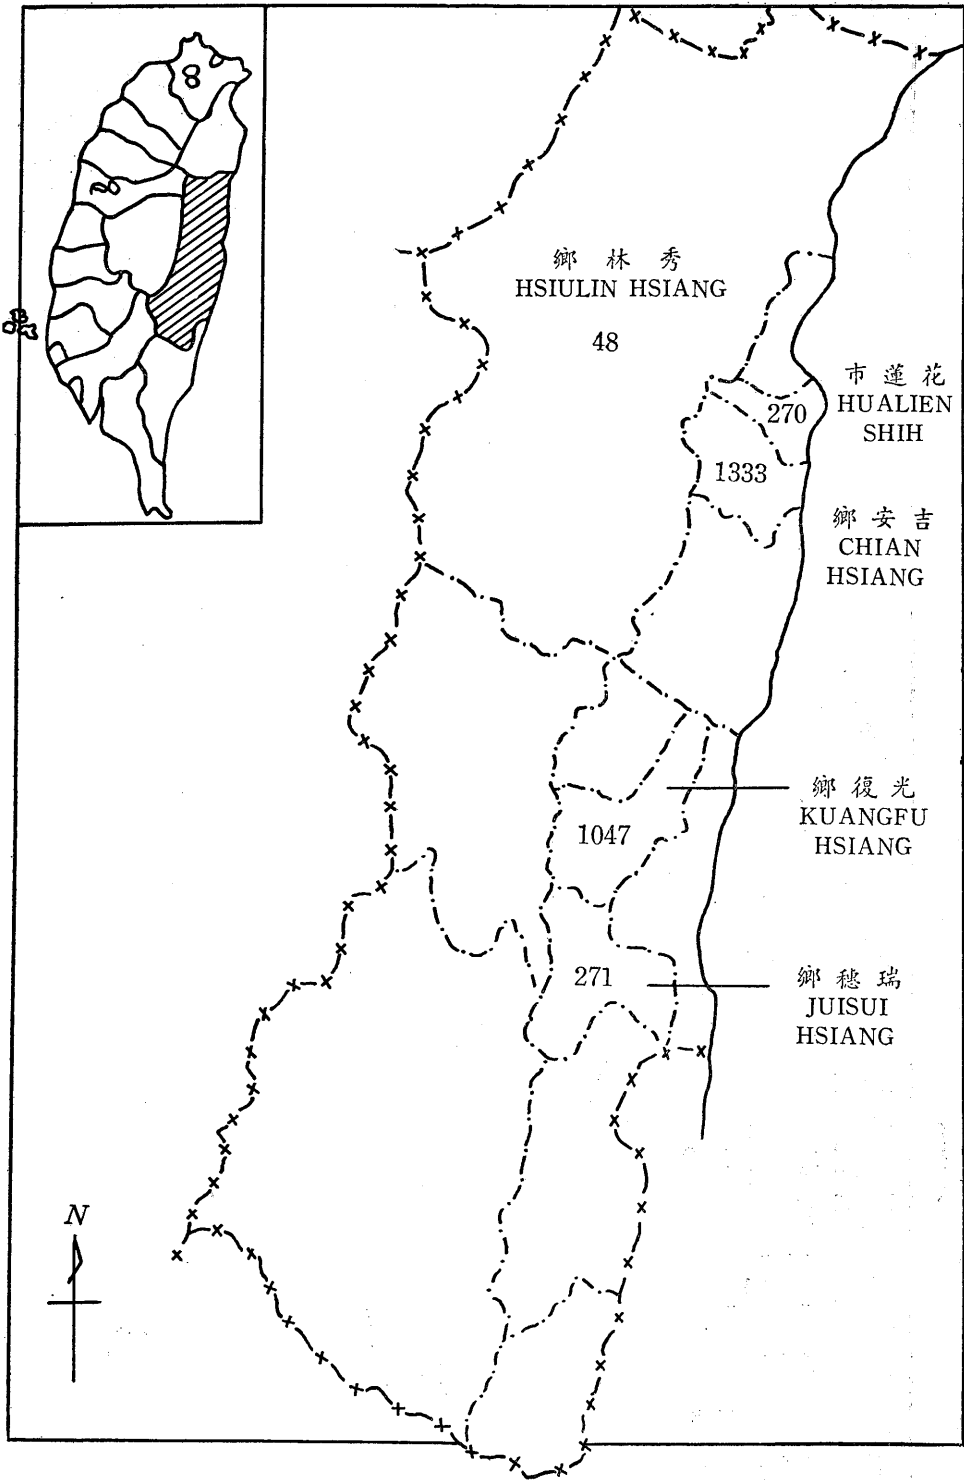 秀林鄉
HSIULIN HSIANG
48
花蓮市
HUALIEN
SHIH
270
1333
吉安鄉
CHIAN
HSIANG
光復鄉
KUANGFU
HSIANG
1047
瑞穗鄉
JUISUI
HSIANG
271
N